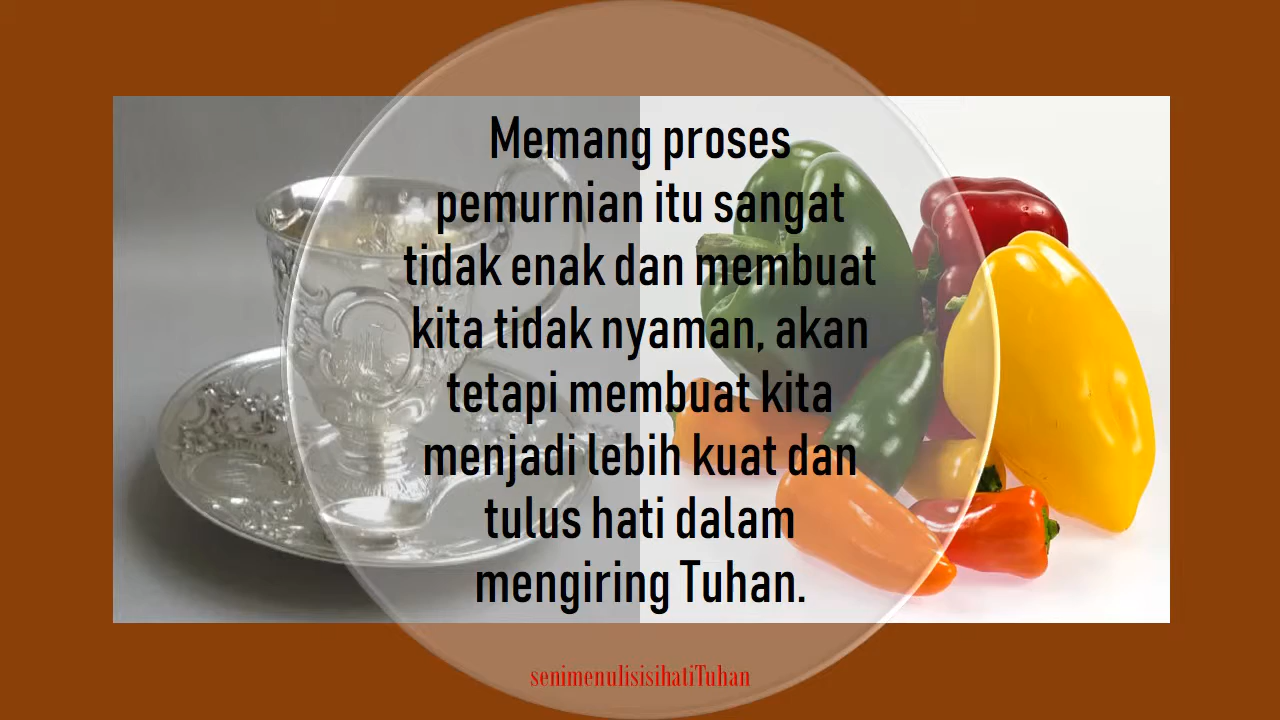 Memang proses
pemurnian itu sangat
tidak enak dan membuat
kita tidak nyaman, akan
tetapi membuat kita
menjadi lebih kuat dan
tulus hati dalam
mengiring Tuhan.
senimenulisisihatiTuhan